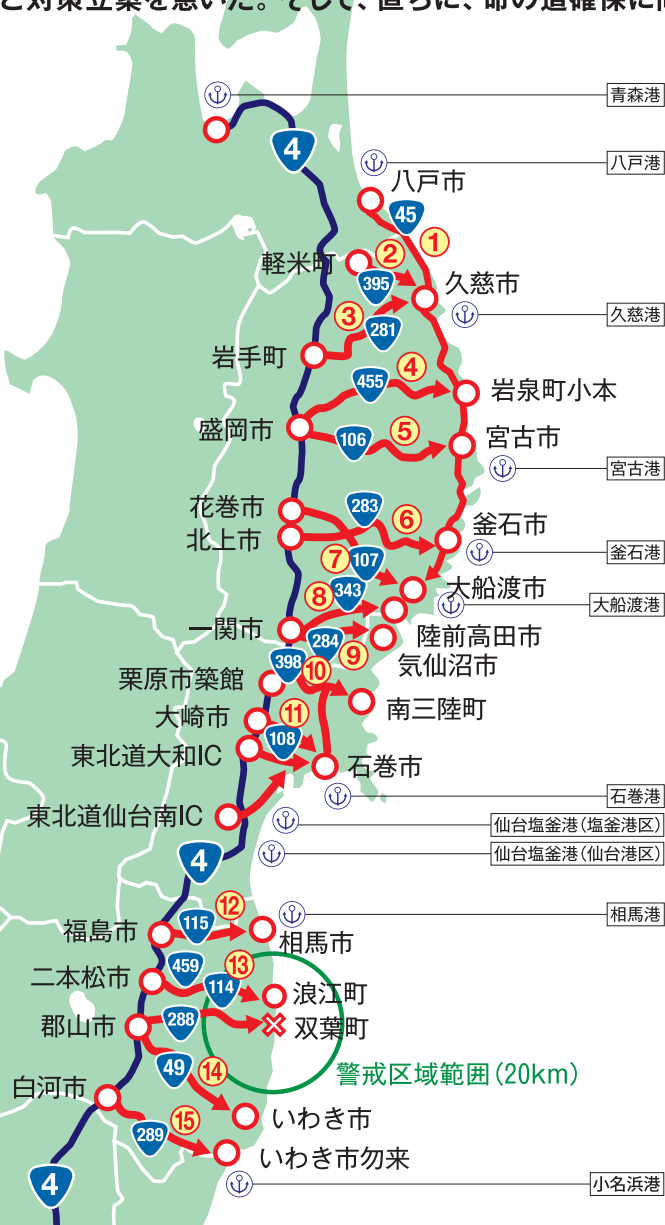 と対策立案を急いだ。そして、直ちに、命の道確保に
青森港
4
八戸港
八戸市
45
1
軽米町
2
395
久慈市
久慈港
3
281
岩手町
4
455
岩泉町小本
盛岡市
106
5
宮古市
宮古港
花巻市
283
6
釜石市
北上市
釜石港
7
107
大船渡市
8
343
大船渡港
一関市
284
9
陸前高田市
気仙沼市
398
10
栗原市築館
南三陸町
大崎市
11
108
東北道大和IC
石巻市
石巻港
東北道仙台南IC
仙台塩釜港(塩釜港区)
仙台塩釜港(仙台港区)
4
12
相馬港
115
福島市
相馬市
459
13
二本松市
114
浪江町
288
郡山市
双葉町
49
14
警戒区域範囲(20km)
白河市
15
いわき市
289
いわき市勿来
4
小名浜港